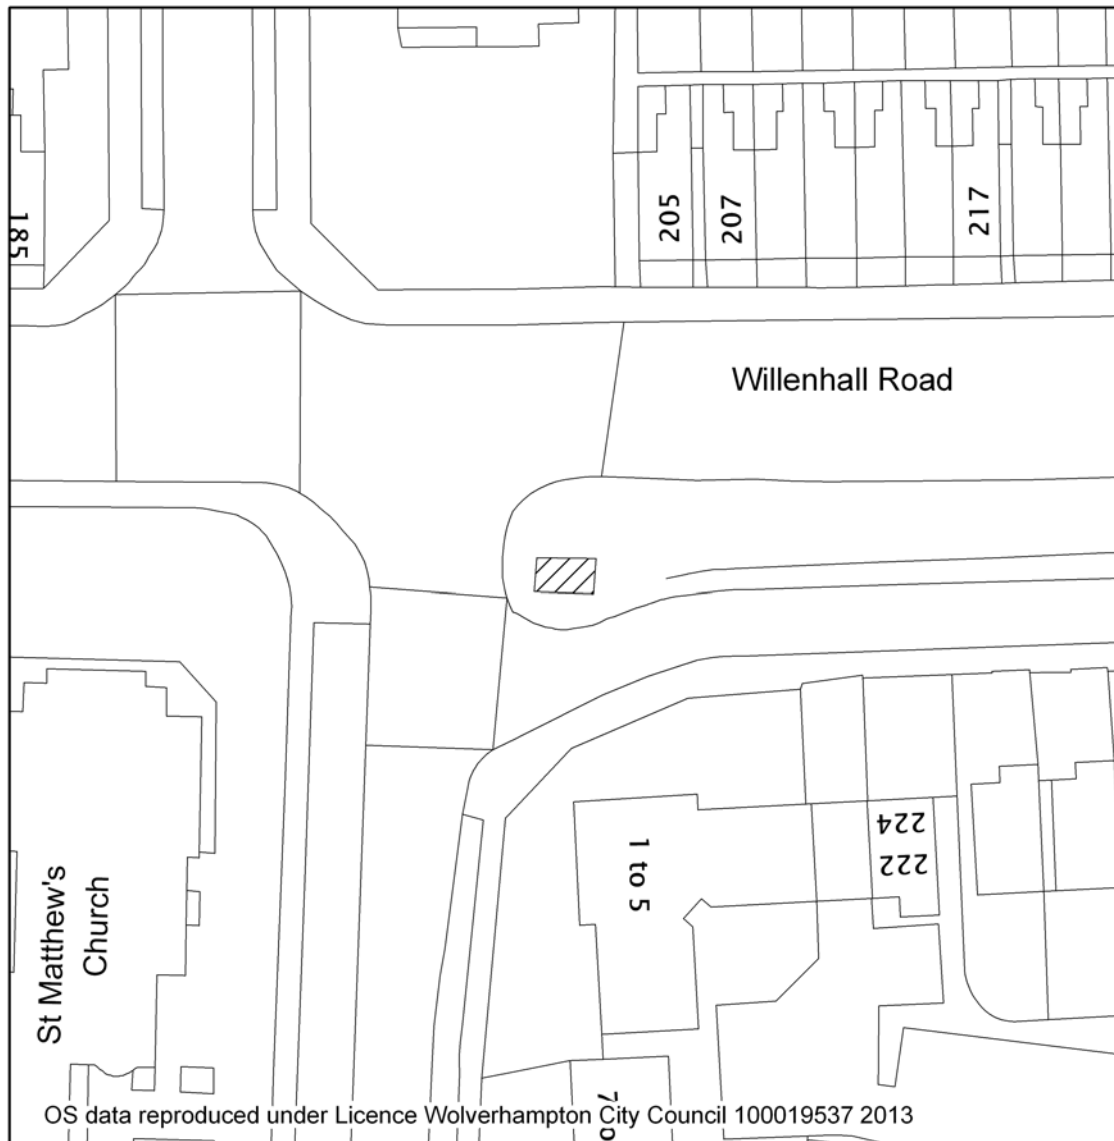 185
205
207
217
Willenhall Road
224
222
1 to 5
St Matthew's
Church
OS data reproduced under Licence Wolverhampton City Council 100019537 2013